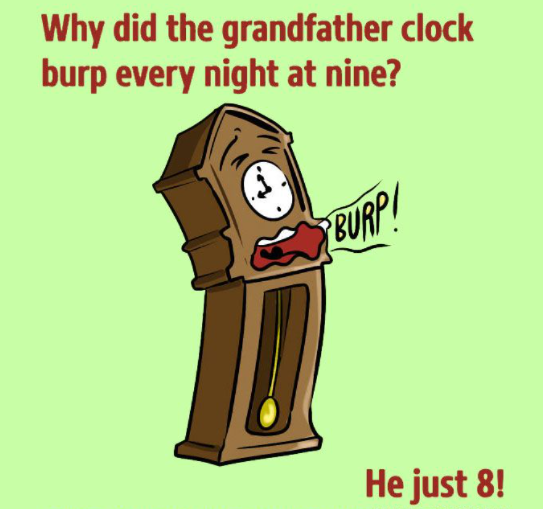 Why did the grandfather clock
burp every night at nine?
BURP!
He just 8!